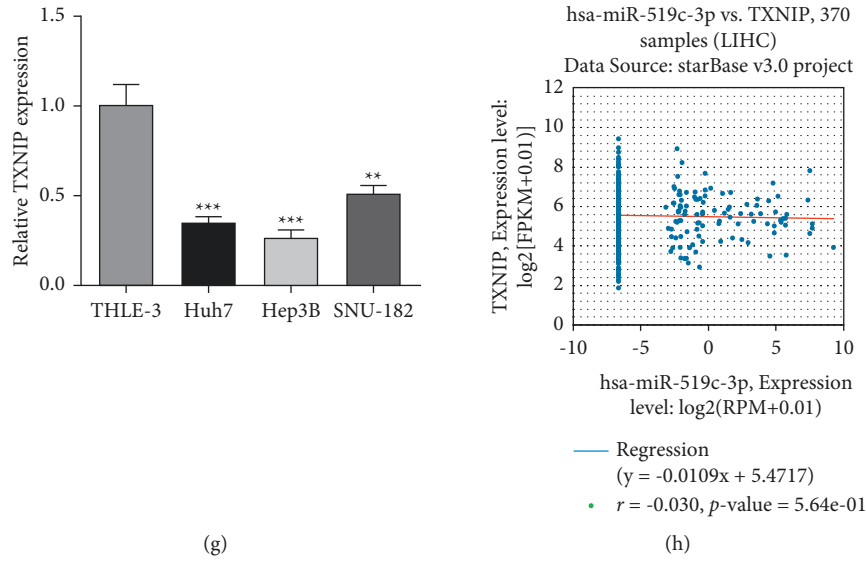 Relative TXNIP expression
1.5
1.0
0.5
0.0
***
***
**
THLE-3 Huh7 Hep3B SNU-182
(g)
hsa-miR-519c-3p vs. TXNIP, 370
samples (LIHC)
Data Source: starBase v3.0 project
TXNIP, Expression level:
log2[FPKM+0.01)]
12
10
8
6
4
2
0
-10 -5 0 5 10
hsa-miR-519c-3p, Expression
level: log2(RPM+0.01)
Regression
(y = -0.0109x + 5.4717)
r = -0.030, p-value = 5.64e-01
(h)